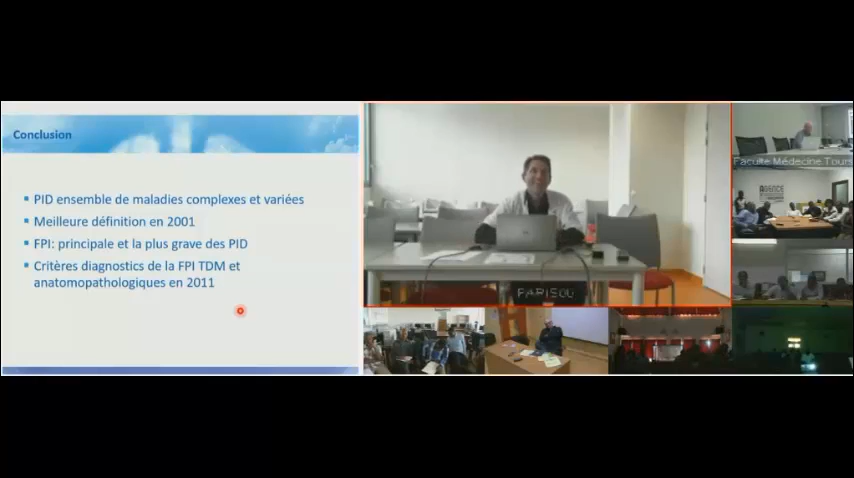 Conclusion
PID ensemble de maladies complexes et variées
Meilleure définition en 2001
FPI: principale et la plus grave des PID
Critères diagnostics de la FPI TDM et
anatomopathologiques en 2011
Faculté Médecine Tours
AGENCE